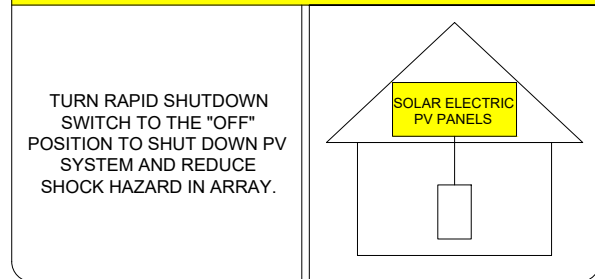 TURN RAPID SHUTDOWN
SWITCH TO THE "OFF"
POSITION TO SHUT DOWN PV
SYSTEM AND REDUCE
SHOCK HAZARD IN ARRAY.
SOLAR ELECTRIC
PV PANELS